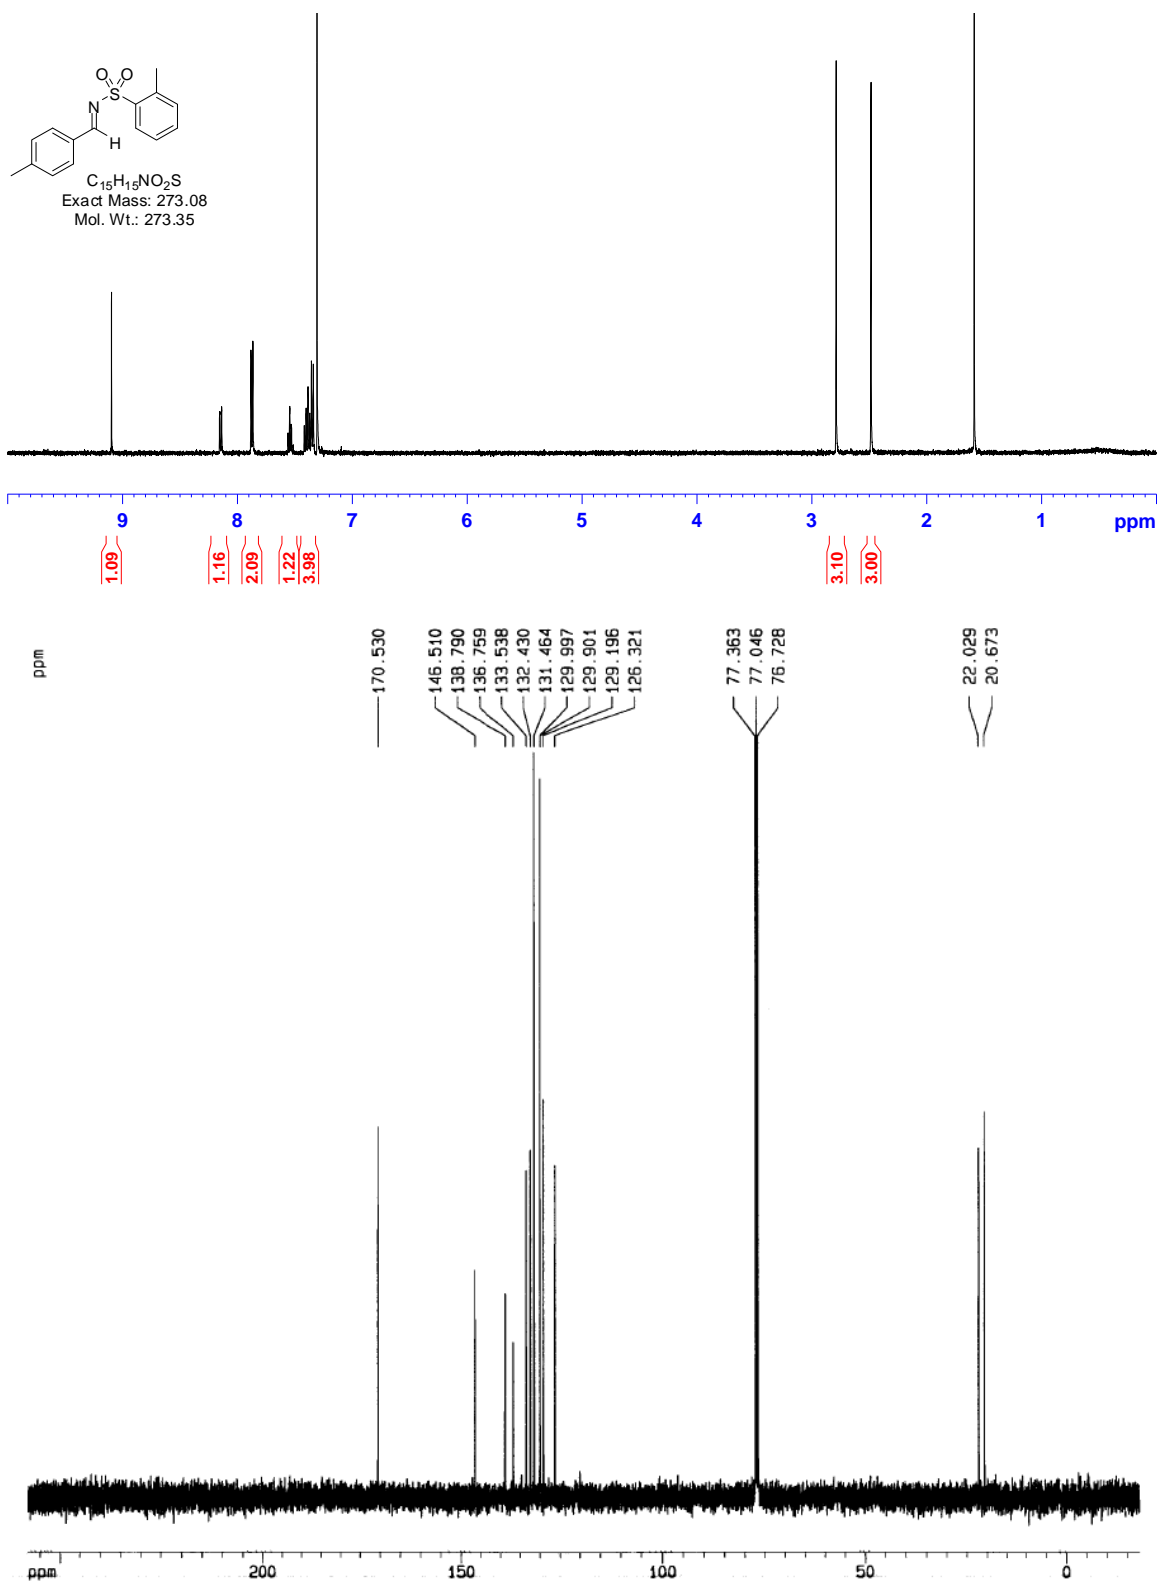 O O
S
N
H
C15H15NO2S
Exact Mass: 273.08
Mol. Wt.: 273.35
9 8 7 6 5 4 3 2 1 ppm
1.09 1.16 2.09 1.22 3.98 3.10 3.00
ppm
170.530
146.510
138.790
136.759
133.538
132.430
131.464
129.997
129.901
129.196
126.321
77.363
77.046
76.728
22.029
20.673
ppm 200 150 100 50 0